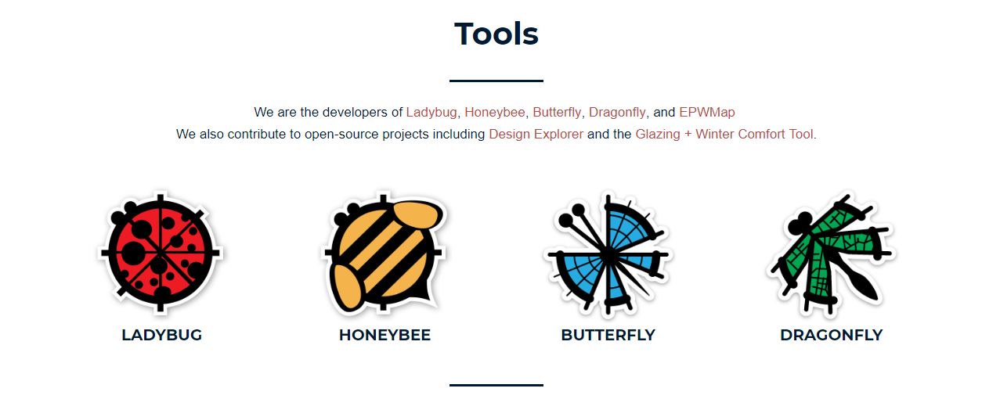 Tools
We are the developers of Ladybug, Honeybee, Butterfly, Dragonfly, and EPWMap
We also contribute to open-source projects including Design Explorer and the Glazing + Winter Comfort Tool.
LADYBUG
HONEYBEE
BUTTERFLY
DRAGONFLY